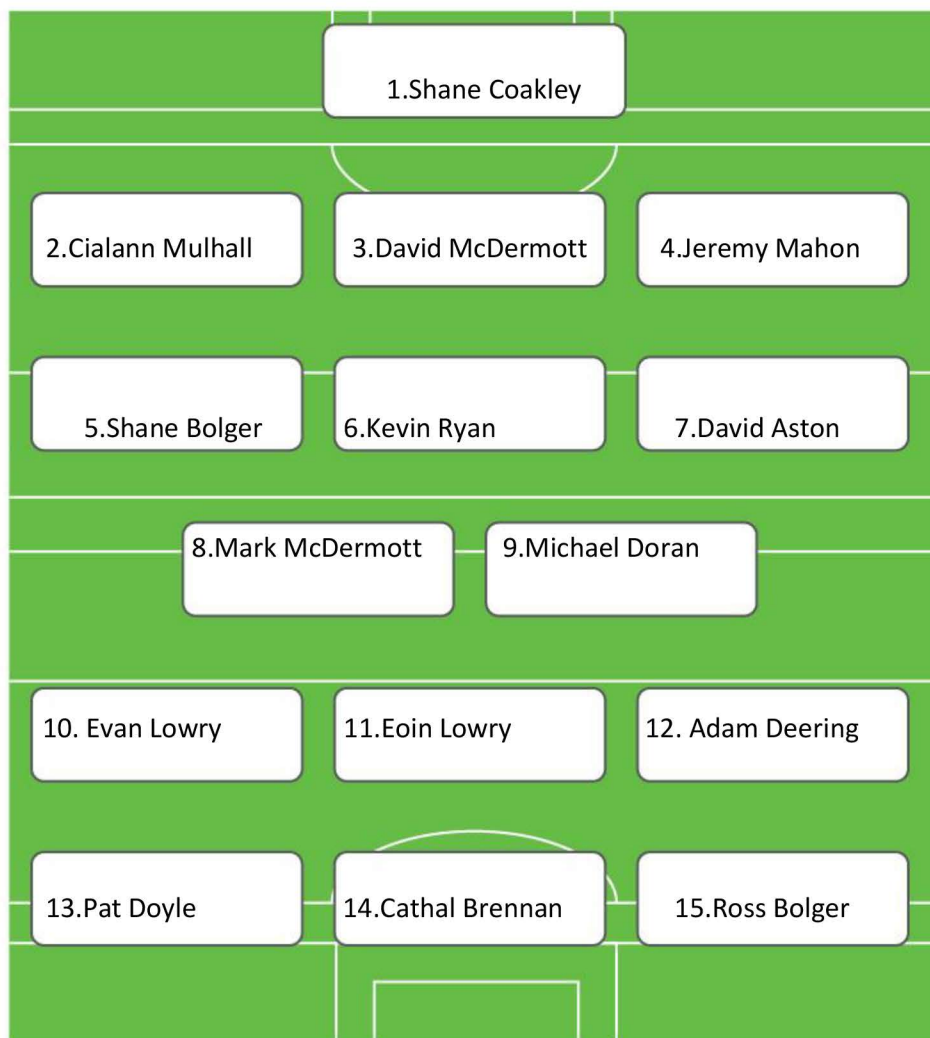 1.Shane Coakley
2.Cialann Mulhall
3.David McDermott
4.Jeremy Mahon
5.Shane Bolger
6.Kevin Ryan
7.David Aston
8.Mark McDermott
9.Michael Doran
10. Evan Lowry
11.Eoin Lowry
12. Adam Deering
13.Pat Doyle
14.Cathal Brennan
15.Ross Bolger